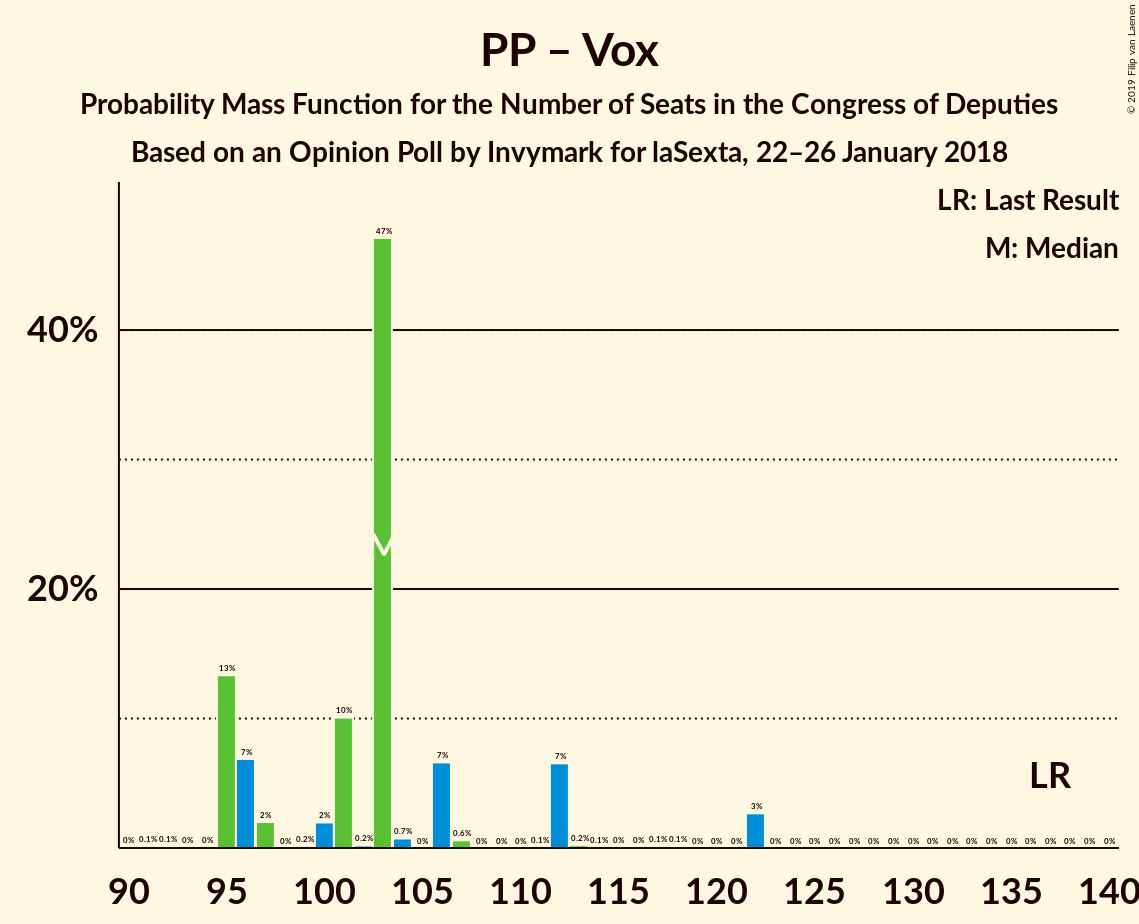 PP – Vox
Probability Mass Function for the Number of Seats in the Congress of Deputies
Based on an Opinion Poll by Invymark for laSexta, 22–26 January 2018
© 2019 Filip van Laenen
LR: Last Result
M: Median
47%
40%
M
20%
13%
10%
7% 7% 7%
LR
3%
2% 2%
0% 0.1% 0.1% 0% 0% 0% 0.2% 0.2% 0.7% 0% 0.6% 0% 0% 0% 0.1% 0.2% 0.1% 0% 0% 0.1% 0.1% 0% 0% 0% 0% 0% 0% 0% 0% 0% 0% 0% 0% 0% 0% 0% 0% 0% 0% 0% 0% 0%
90 95 100 105 110 115 120 125 130 135 140